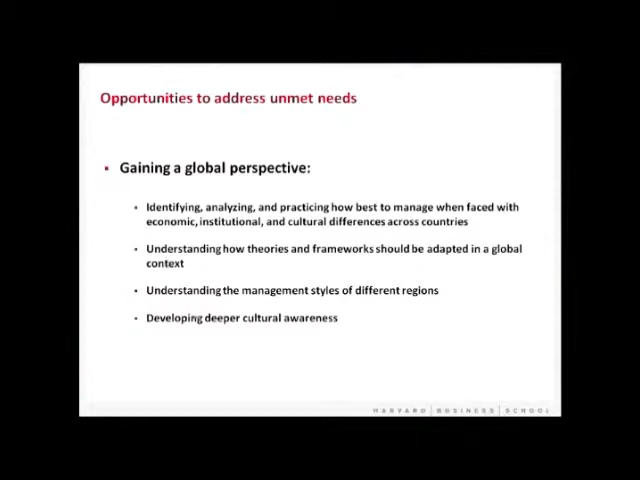 Opportunities to address unmet needs
▪ Gaining a global perspective:
▪ Identifying, analyzing, and practicing how best to manage when faced with
economic, institutional, and cultural differences across countries
▪ Understanding how theories and frameworks should be adapted in a global
context
▪ Understanding the management styles of different regions
▪ Developing deeper cultural awareness
HARVARD | BUSINESS | SCHOOL